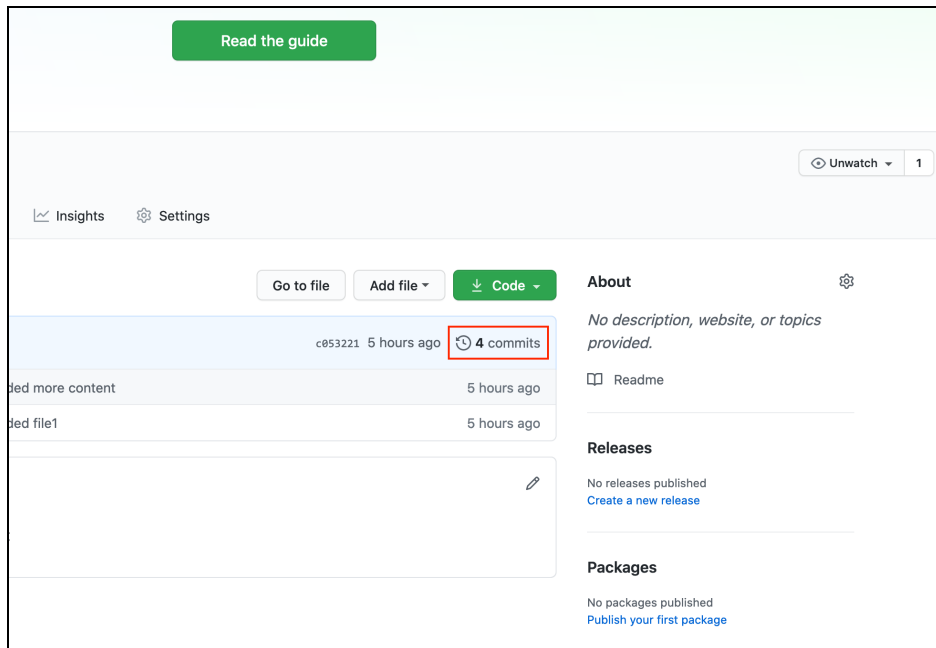 Read the guide
Unwatch 1
Insights Settings
Go to file Add file Code
c053221 5 hours ago 4 commits
ded more content 5 hours ago
ded file1 5 hours ago
About
No description, website, or topics
provided.
Readme
Releases
No releases published
Create a new release
Packages
No packages published
Publish your first package